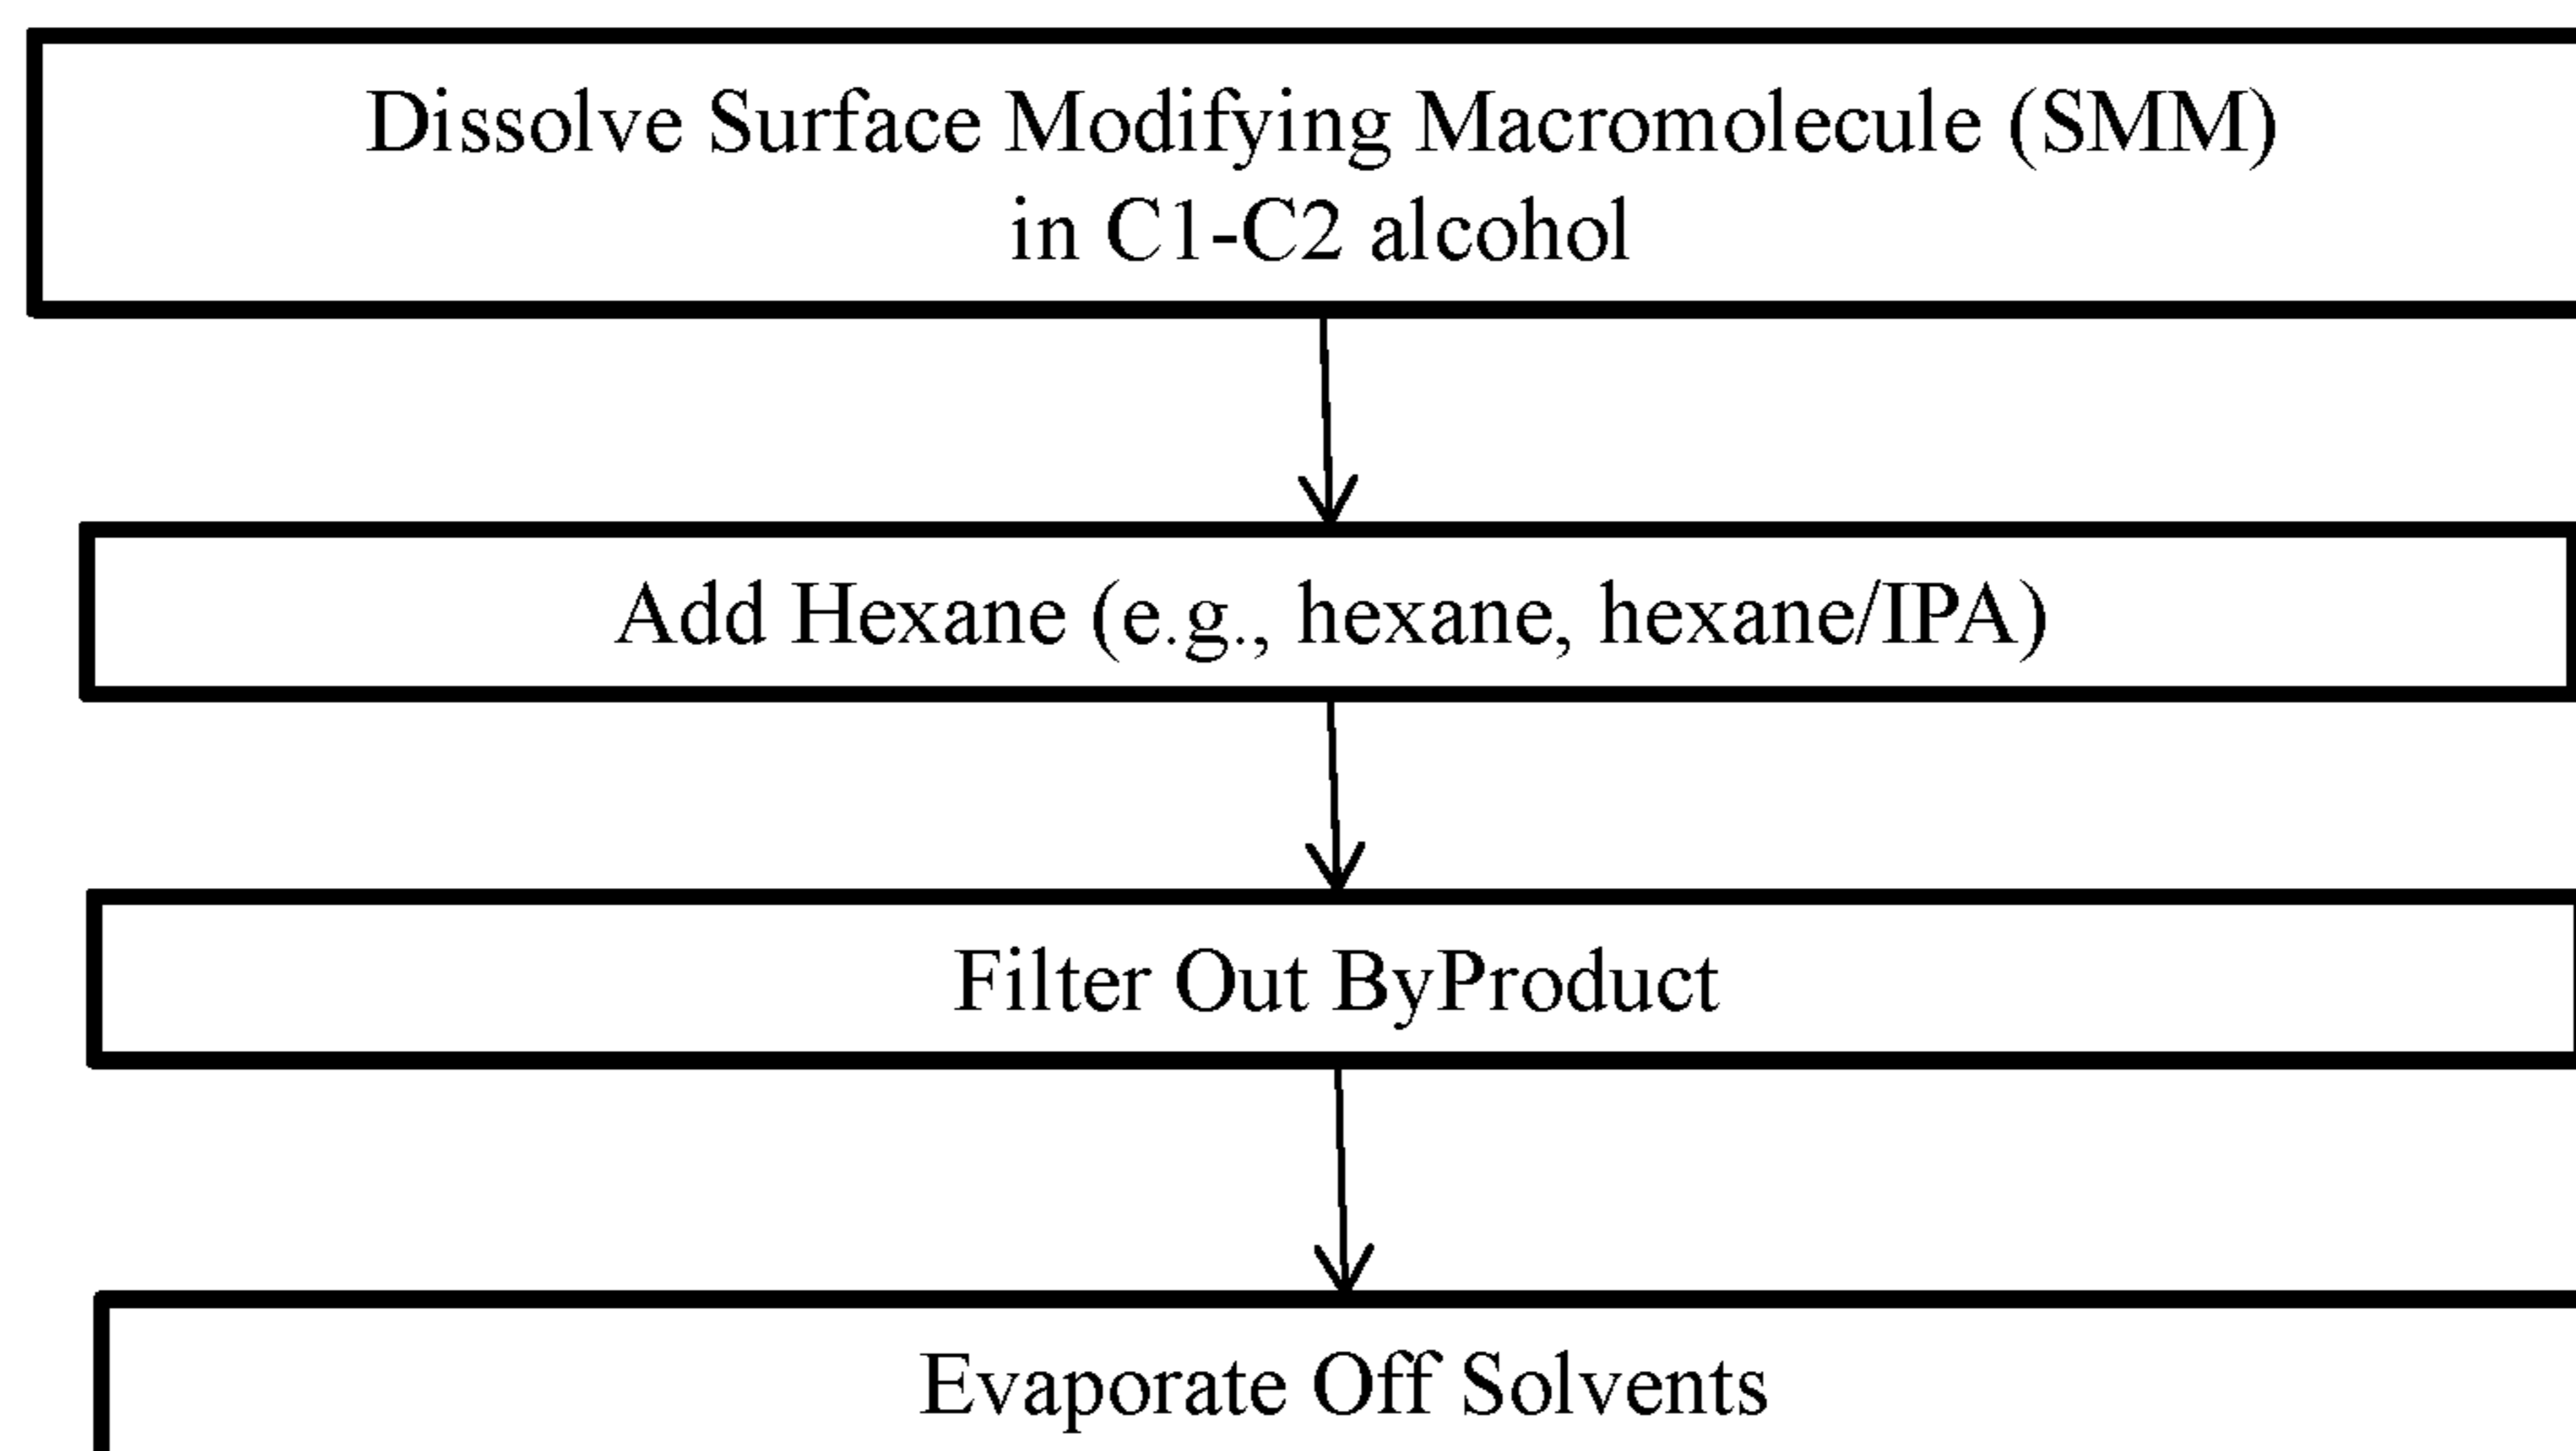 Dissolve Surface Modifying Macromolecule (SMM)
in C1-C2 alcohol
Add Hexane (e.g., hexane, hexane/IPA)
Filter Out ByProduct
Evaporate Off Solvents